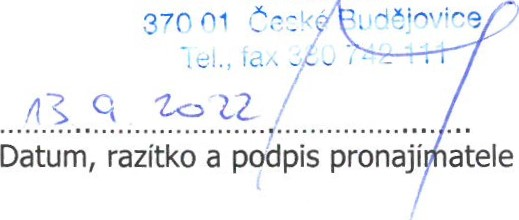 370 01 České Budějovice
Tel., fax 380 742 111
13. 9. 2022
Datum, razítko a podpis pronajímatele